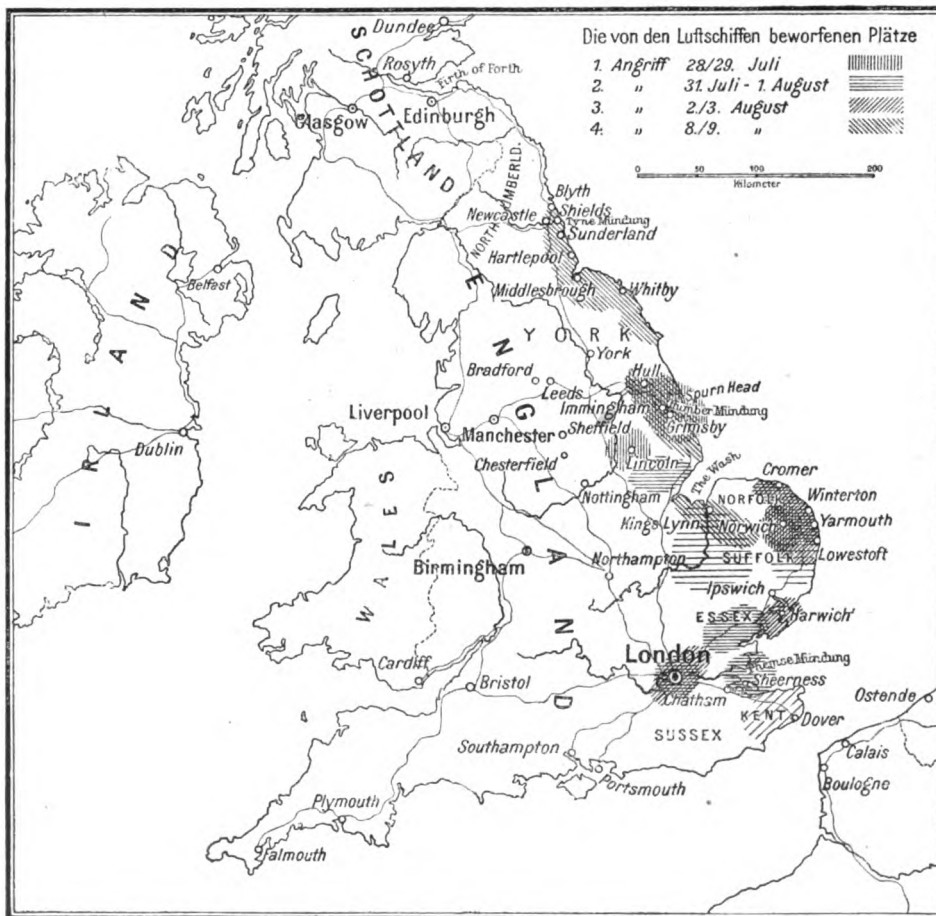 Die von den Luftschiffen beworfenen Plätze
1. Angriff 28/29. Juli
2. „ 31. Juli - 1. August
3. „ 2./3. August
4. „ 8./9. „
0 100 200
Kilometer
Dundee
SCHOTTLAND
Rosyth
Firth of Forth
Glasgow
Edinburgh
NORTHUMBERLD.
Blyth
Shields
Newcastle
Tyne Mündung
Sunderland
Hartlepool
Middlesbrough
Whitby
Belfast
IRLAND
ENGLAND
YORK
York
Bradford
Leeds
Hull
Spurn Head
Immingham
Humber Mündung
Grimsby
Liverpool
Manchester
Sheffield
Dublin
Chesterfield
Lincoln
The Wash
Cromer
Nottingham
NORFOLK
Winterton
Kings Lynn
Norwich
Yarmouth
WALES
Birmingham
Northampton
SUFFOLK
Lowestoft
Ipswich
ESSEX
Harwich
London
Themse Mündung
Cardiff
Bristol
Sheerness
Chatham
KENT
Dover
Ostende
SUSSEX
Calais
Southampton
Portsmouth
Boulogne
Plymouth
Falmouth